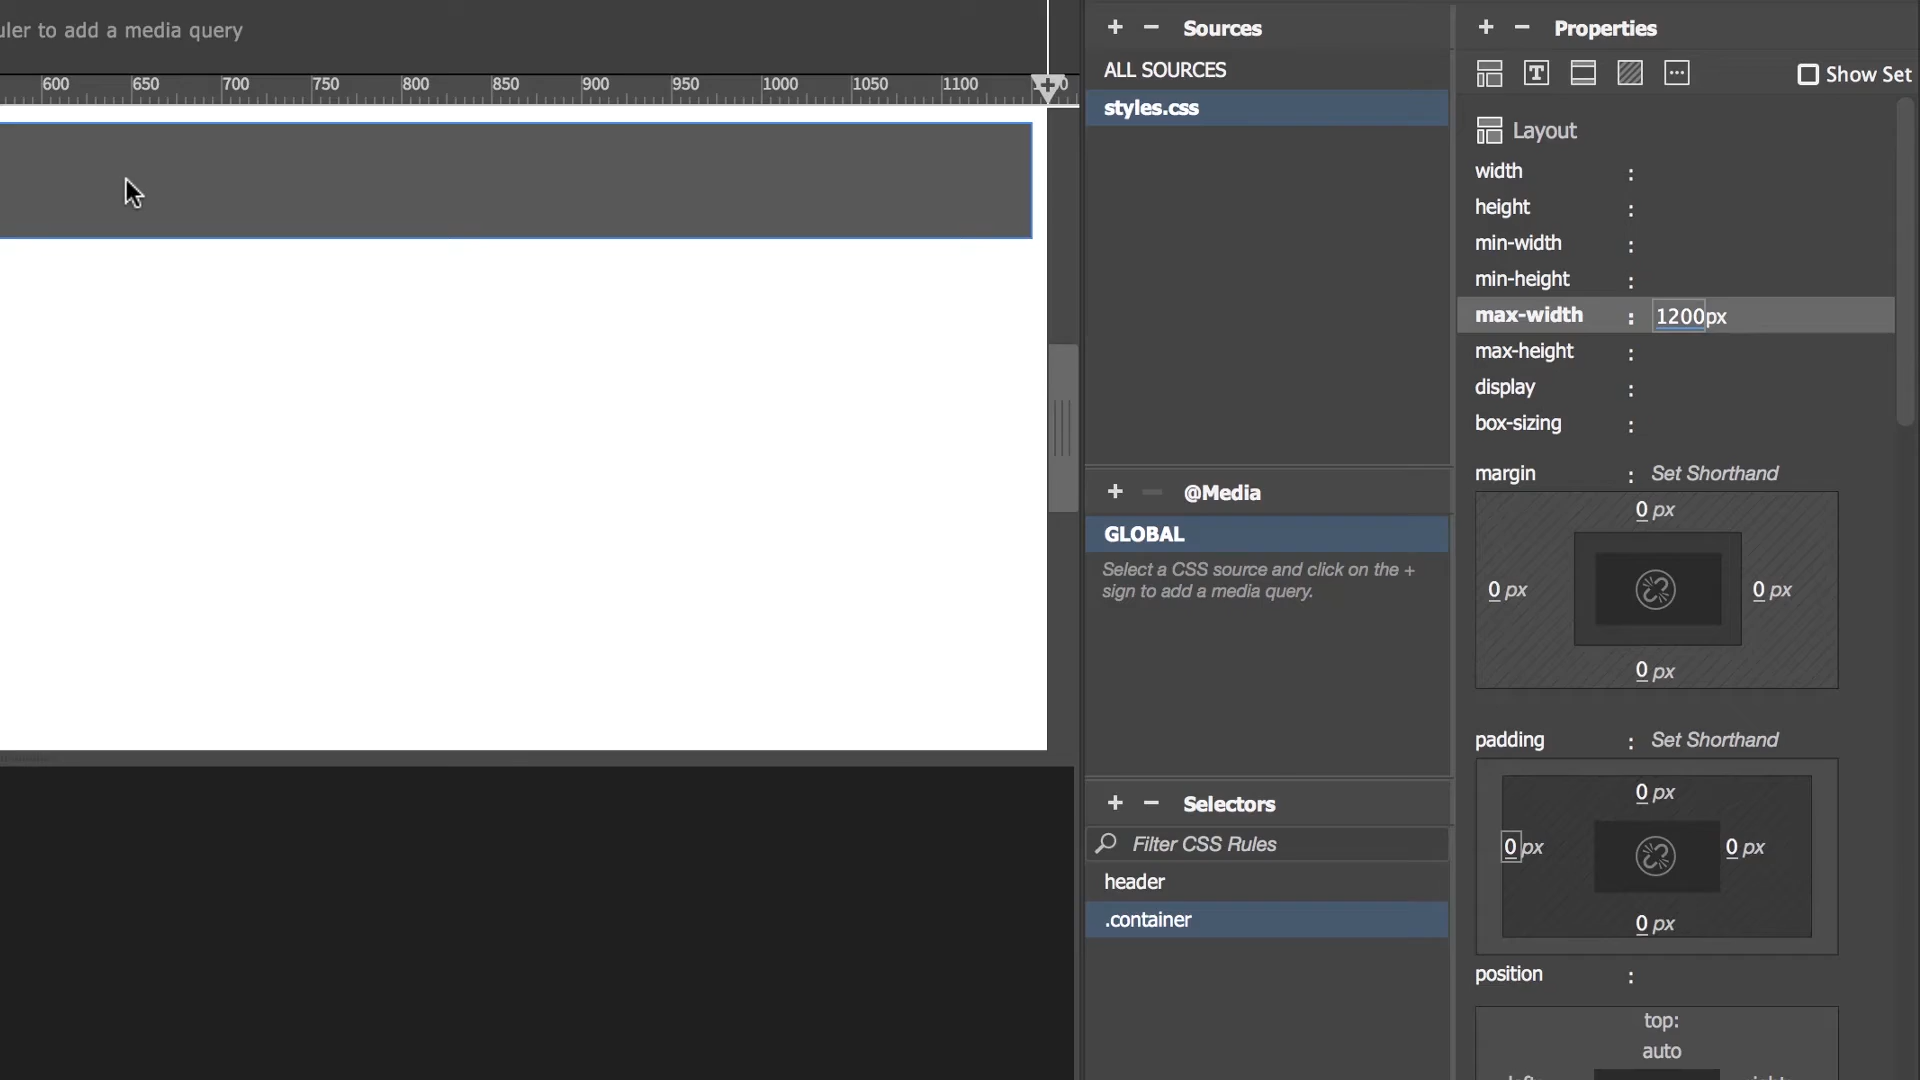 to add a media query
600 650 700 750 800 850 900 950 1000 1050 1100
Sources
ALL SOURCES
styles.css
@Media
GLOBAL
Select a CSS source and click on the +
sign to add a media query.
Selectors
Filter CSS Rules
header
.container
Properties
Show Set
Layout
width :
height :
min-width :
min-height :
max-width : 1200px
max-height :
display :
box-sizing :
margin : Set Shorthand
0 px
0 px 0 px
0 px
padding : Set Shorthand
0 px
0 px 0 px
0 px
position :
top:
auto